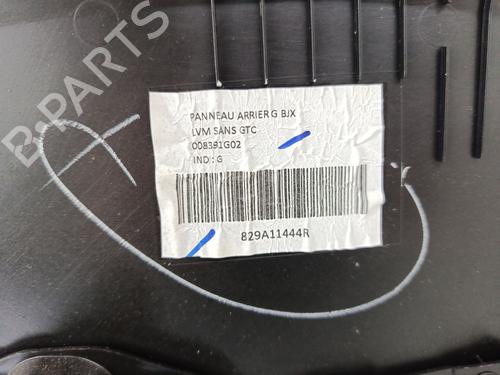 B-PARTS
PANNEAU ARRIER G BJX
LVM SANS GTC
008391G02
IND : G
829A11444R